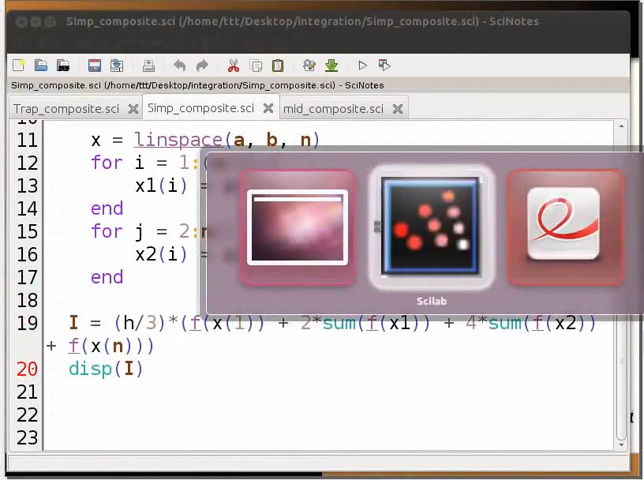 Simp_composite.sci (/home/ttt/Desktop/integration/Simp_composite.sci) - SciNotes
Simp_composite.sci (/home/ttt/Desktop/integration/Simp_composite.sci) - SciNotes
Trap_composite.sci Simp_composite.sci mid_composite.sci
11 x = linspace(a, b, n)
12 for i = 1:
13 x1(i) =
14 end
15 for j = 2:
16 x2(i) =
17 end
18
Scilab
19 I = (h/3)*(f(x(1)) + 2*sum(f(x1)) + 4*sum(f(x2))
+ f(x(n)))
20 disp(I)
21
22
23